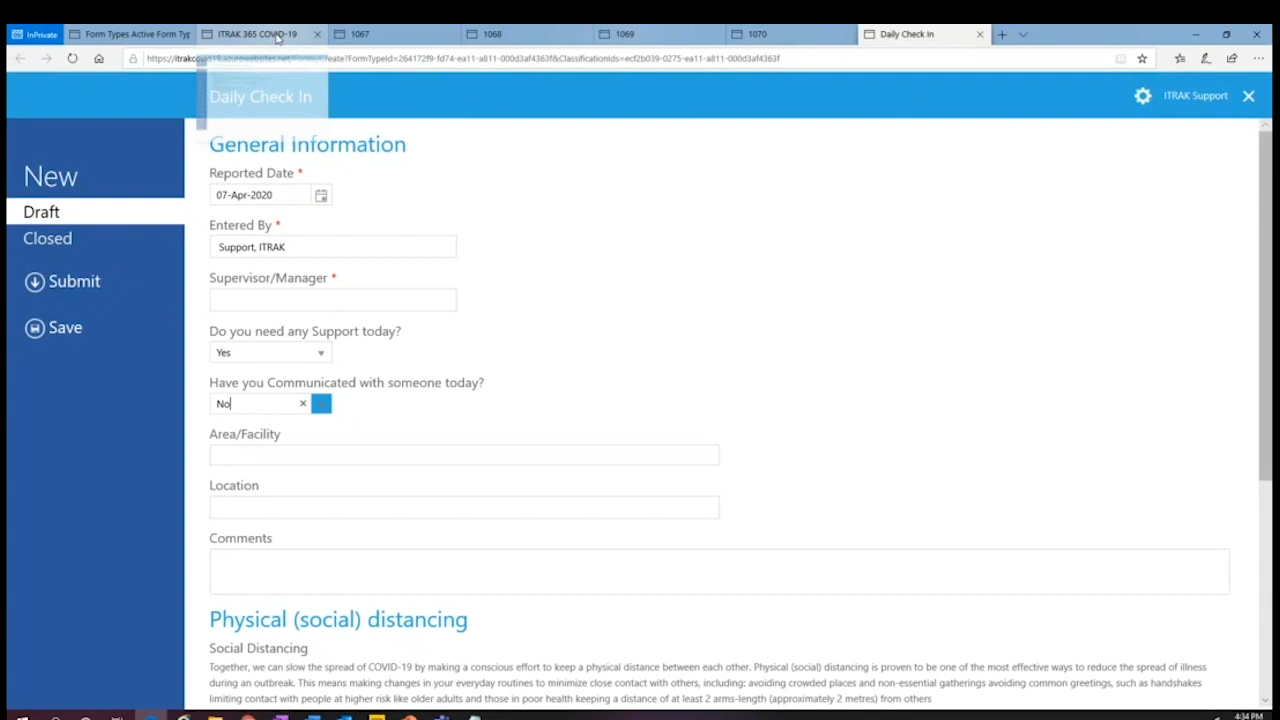 InPrivate
Form Types Active Form Typ
ITRAK 365 COVID-19
1067
1068
1069
1070
Daily Check In
Daily Check In
ITRAK Support
General Information
New
Reported Date *
07-Apr-2020
Draft
Entered By *
Closed
Support, ITRAK
Supervisor/Manager *
Submit
Save
Do you need any Support today?
Yes
Have you Communicated with someone today?
No
Area/Facility
Location
Comments
Physical (social) distancing
Social Distancing
Together, we can slow the spread of COVID-19 by making a conscious effort to keep a physical distance between each other. Physical (social) distancing is proven to be one of the most effective ways to reduce the spread of illness
during an outbreak. This means making changes in your everyday routines to minimize close contact with others, including: avoiding crowded places and non-essential gatherings avoiding common greetings, such as handshakes
limiting contact with people at higher risk like older adults and those in poor health keeping a distance of at least 2 arms-length (approximately 2 metres) from others
4:34 PM